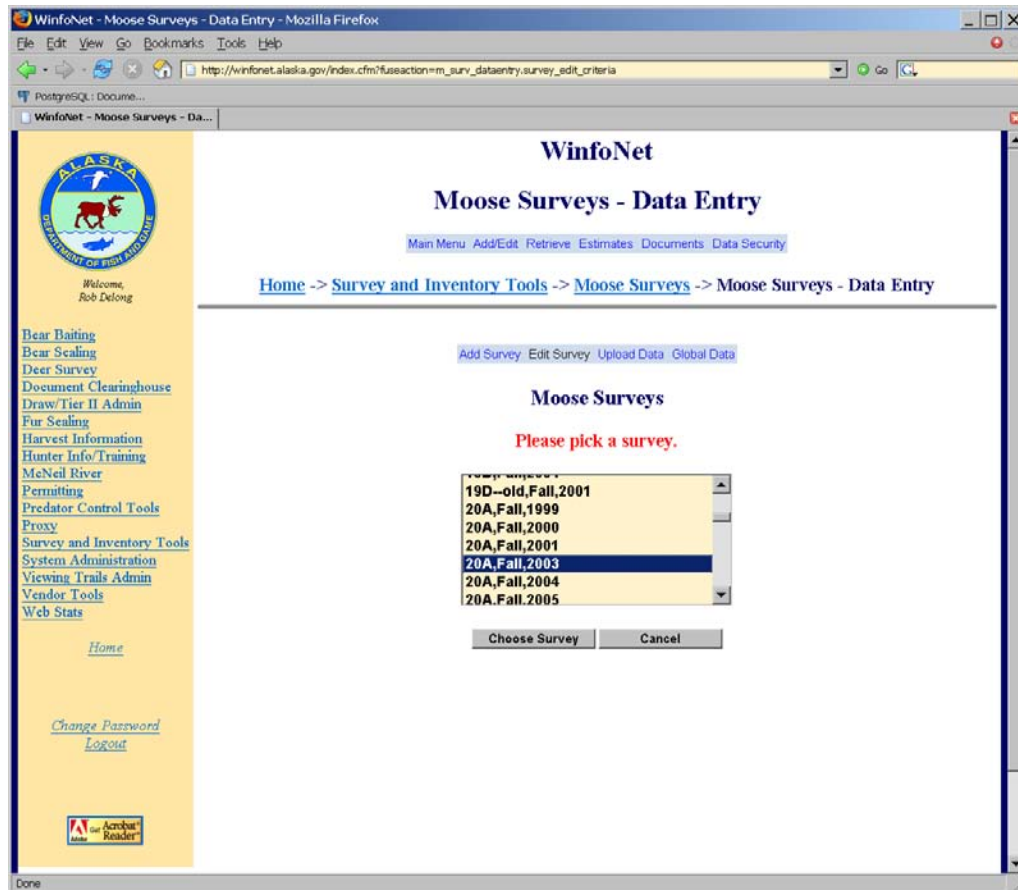 WinfoNet - Moose Surveys - Data Entry - Mozilla Firefox
File Edit View Go Bookmarks Tools Help
http://winfonet.alaska.gov/index.cfm?fuseaction=m_surv_dataentry.survey_edit_criteria
Go
PostgreSQL: Docume...
WinfoNet - Moose Surveys - Da...
ALASKA
DEPARTMENT OF FISH AND GAME
Welcome,
Rob Delong
Bear Baiting
Bear Sealing
Deer Survey
Document Clearinghouse
Draw/Tier II Admin
Fur Sealing
Harvest Information
Hunter Info/Training
McNeil River
Permitting
Predator Control Tools
Proxy
Survey and Inventory Tools
System Administration
Viewing Trails Admin
Vendor Tools
Web Stats
Home
Change Password
Logout
Adobe
Get Acrobat
Reader
WinfoNet
Moose Surveys - Data Entry
Main Menu Add/Edit Retrieve Estimates Documents Data Security
Home -> Survey and Inventory Tools -> Moose Surveys -> Moose Surveys - Data Entry
Add Survey Edit Survey Upload Data Global Data
Moose Surveys
Please pick a survey.
19D--old,Fall,2001
20A,Fall,1999
20A,Fall,2000
20A,Fall,2001
20A,Fall,2003
20A,Fall,2004
20A,Fall,2005
Choose Survey Cancel
Done